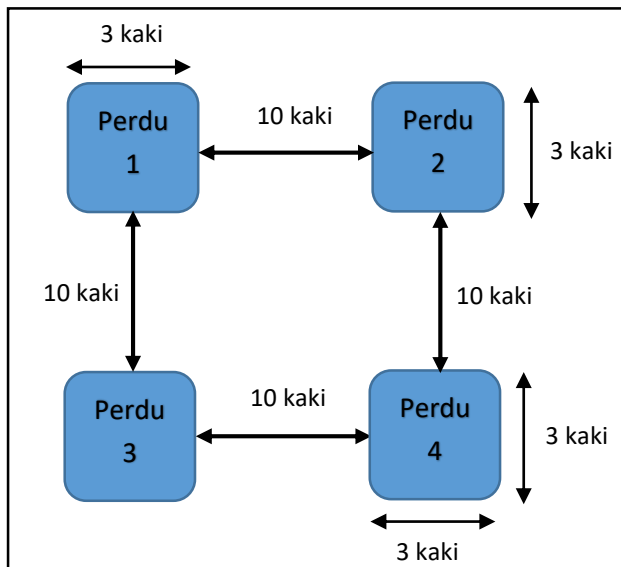 3 kaki
Perdu
1
10 kaki
Perdu
2
3 kaki
10 kaki
10 kaki
Perdu
3
10 kaki
Perdu
4
3 kaki
3 kaki